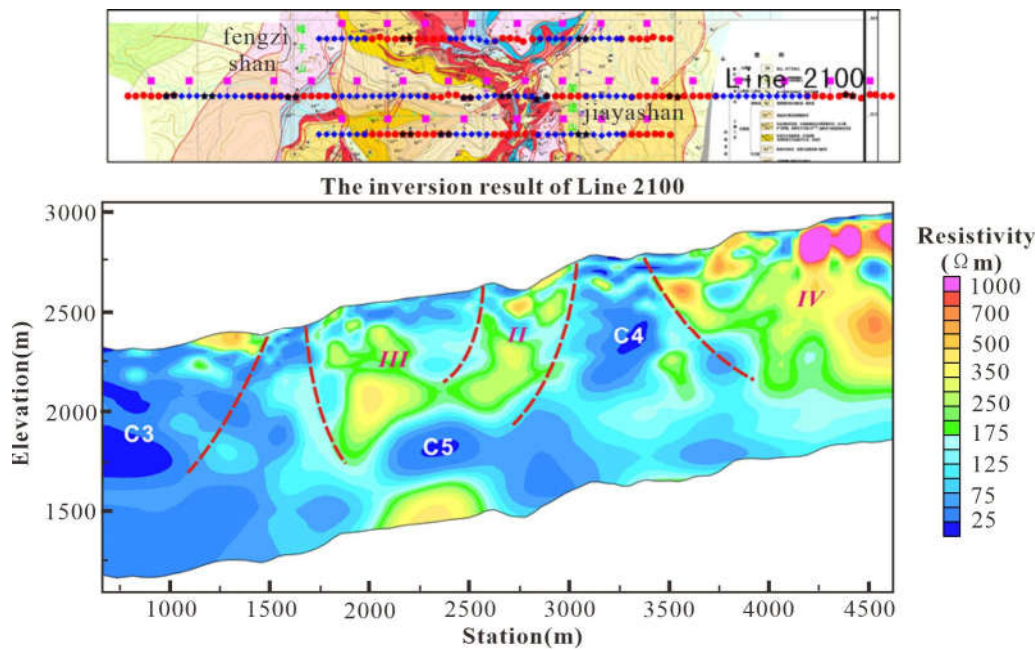 fengzi
shan
Line 2100
jiayashan
The inversion result of Line 2100
3000
2500
2000
1500
Elevation(m)
C3
III
C5
II
C4
IV
1000
1500
2000
2500
3000
3500
4000
4500
Station(m)
Resistivity
(Ωm)
1000
700
500
350
250
175
125
75
25